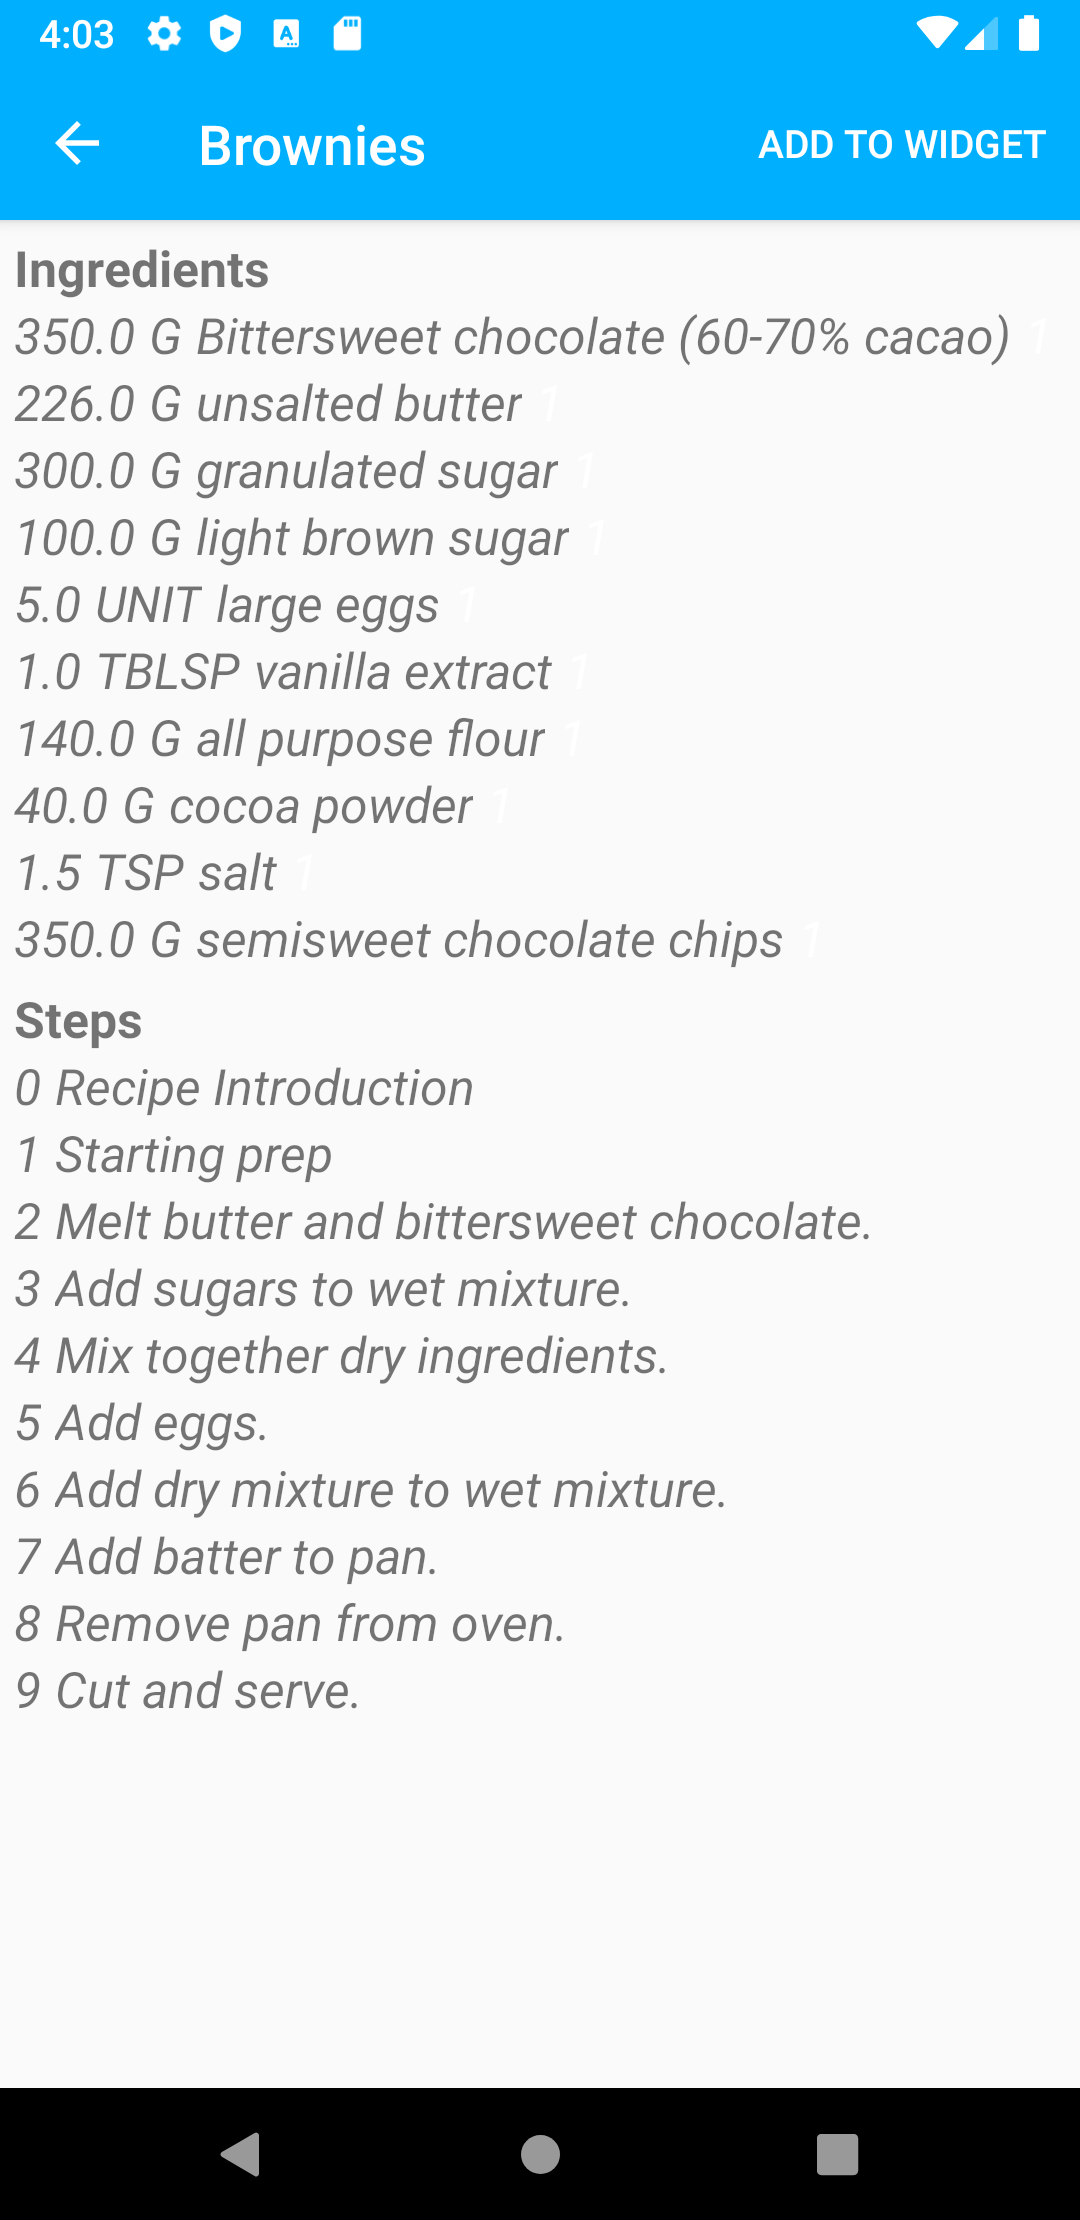 4:03
Brownies
ADD TO WIDGET
Ingredients
350.0 G Bittersweet chocolate (60-70% cacao) 1
226.0 G unsalted butter 1
300.0 G granulated sugar 1
100.0 G light brown sugar 1
5.0 UNIT large eggs 1
1.0 TBLSP vanilla extract 1
140.0 G all purpose flour 1
40.0 G cocoa powder 1
1.5 TSP salt 1
350.0 G semisweet chocolate chips 1
Steps
0 Recipe Introduction
1 Starting prep
2 Melt butter and bittersweet chocolate.
3 Add sugars to wet mixture.
4 Mix together dry ingredients.
5 Add eggs.
6 Add dry mixture to wet mixture.
7 Add batter to pan.
8 Remove pan from oven.
9 Cut and serve.